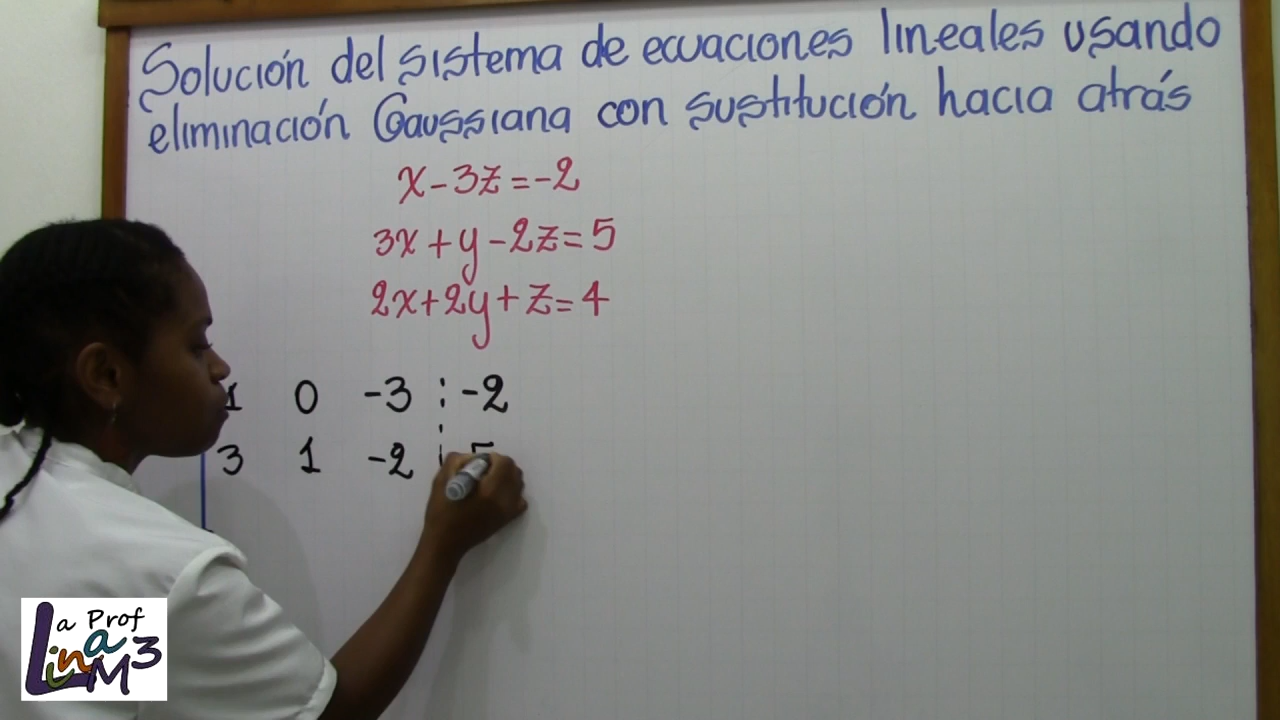 Solución del sistema de ecuaciones lineales usando
eliminación Gaussiana con sustitución hacia atrás
x-3z=-2
3x+y-2z=5
2x+2y+z=4
1 0 -3 ⋮ -2
3 1 -2 ⋮ 5
La Prof
Lina
M3